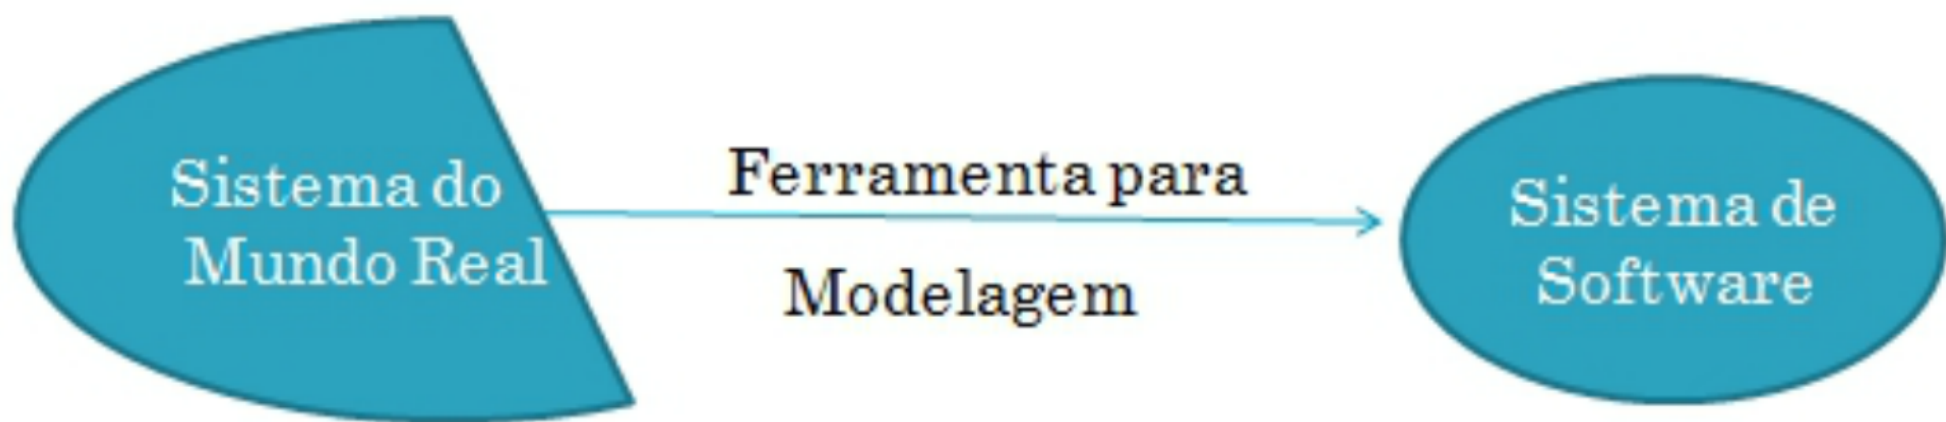 Sistema do
Mundo Real
Ferramenta para
Modelagem
Sistema de
Software